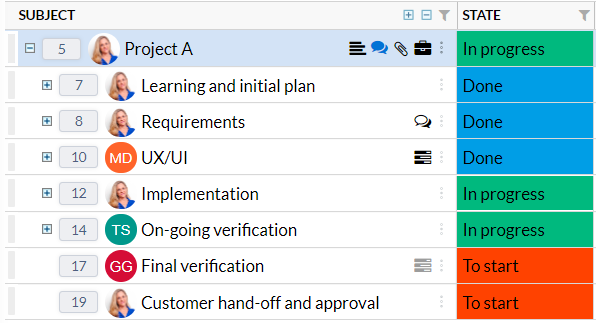 SUBJECT STATE
5 Project A In progress
7 Learning and initial plan Done
8 Requirements Done
10 MD UX/UI Done
12 Implementation In progress
14 TS On-going verification In progress
17 GG Final verification To start
19 Customer hand-off and approval To start